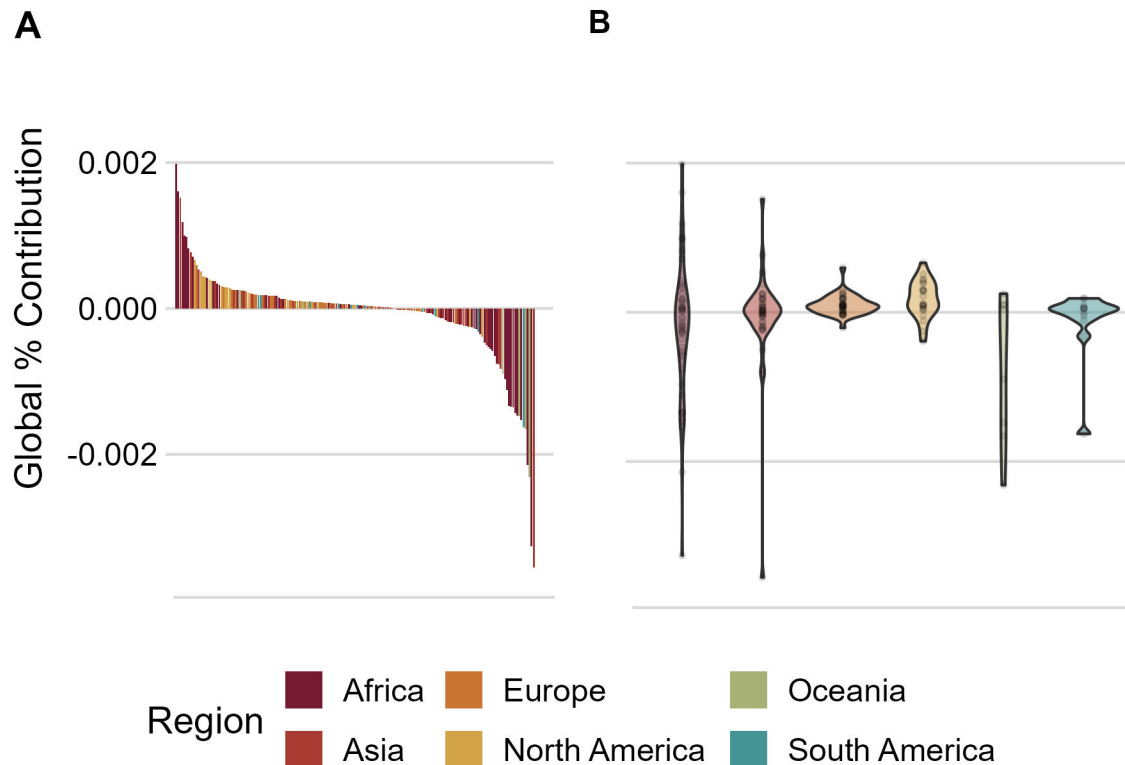 A
B
Global % Contribution
0.002
0.000
-0.002
Region
Africa
Europe
Oceania
Asia
North America
South America